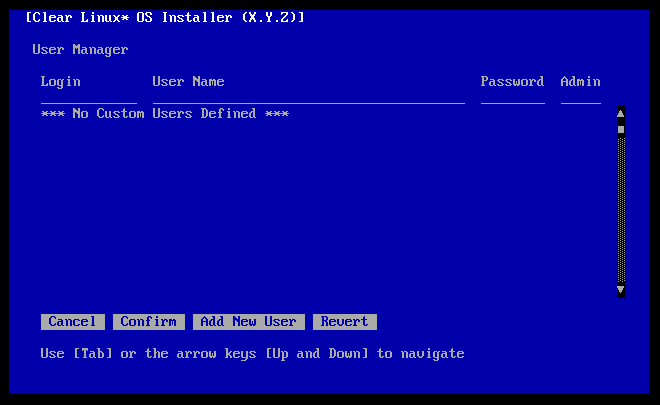 [Clear Linux* OS Installer (X.Y.Z)]
User Manager
Login User Name Password Admin
*** No Custom Users Defined ***
Cancel Confirm Add New User Revert
Use [Tab] or the arrow keys [Up and Down] to navigate